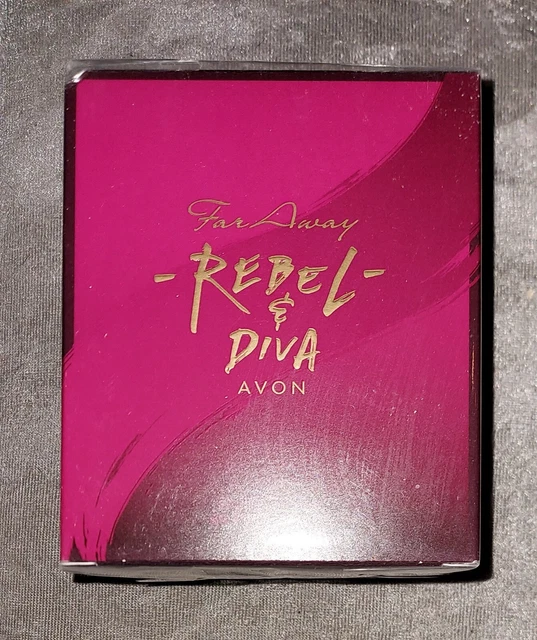 Far Away
- REBEL -
&
DIVA
AVON